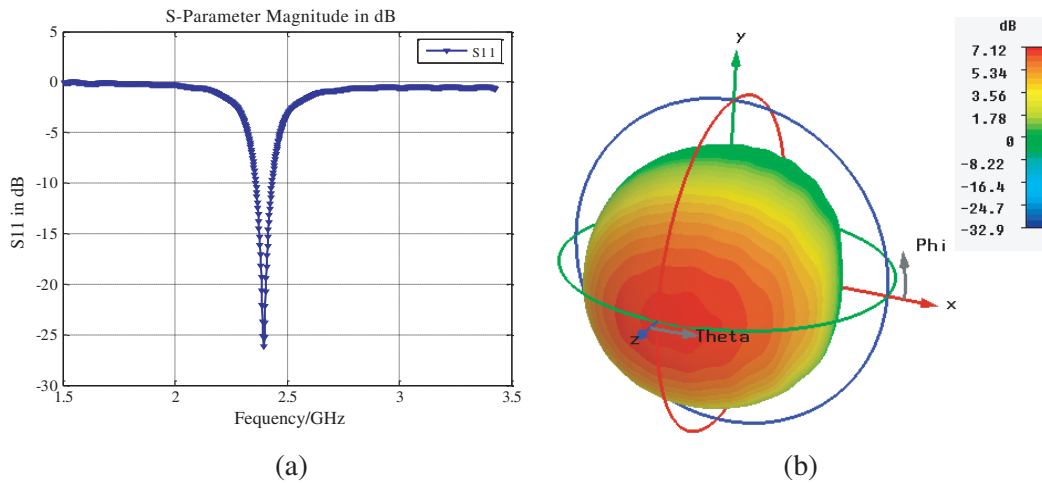 S-Parameter Magnitude in dB
S11
0
-5
-10
-15
-20
-25
-30
S11 in dB
1.5 2 2.5 3 3.5
Fequency/GHz
(a)
dB
7.12
5.34
3.56
1.78
0
-8.22
-16.4
-24.7
-32.9
y
Phi
x
z
Theta
(b)